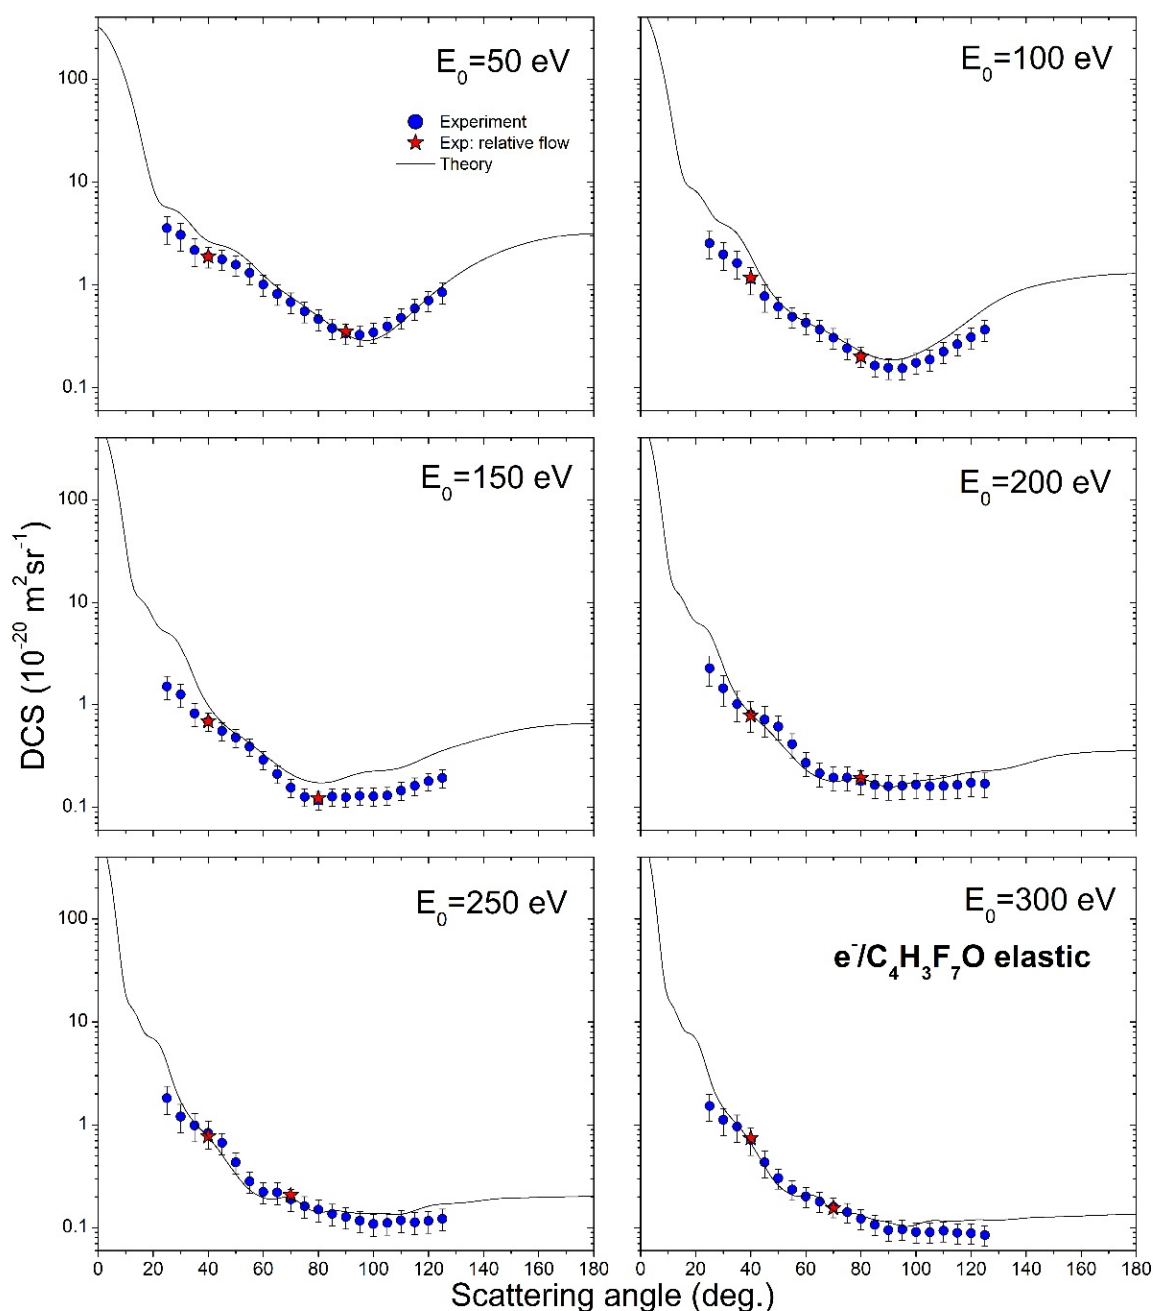 E₀=50 eV
Experiment
Exp: relative flow
Theory
100
10
1
0.1
E₀=100 eV
E₀=150 eV
100
10
1
0.1
E₀=200 eV
DCS (10⁻²⁰ m²sr⁻¹)
E₀=250 eV
100
10
1
0.1
E₀=300 eV
e⁻/C₄H₃F₇O elastic
0 20 40 60 80 100 120 140 160 180
0 20 40 60 80 100 120 140 160 180
Scattering angle (deg.)